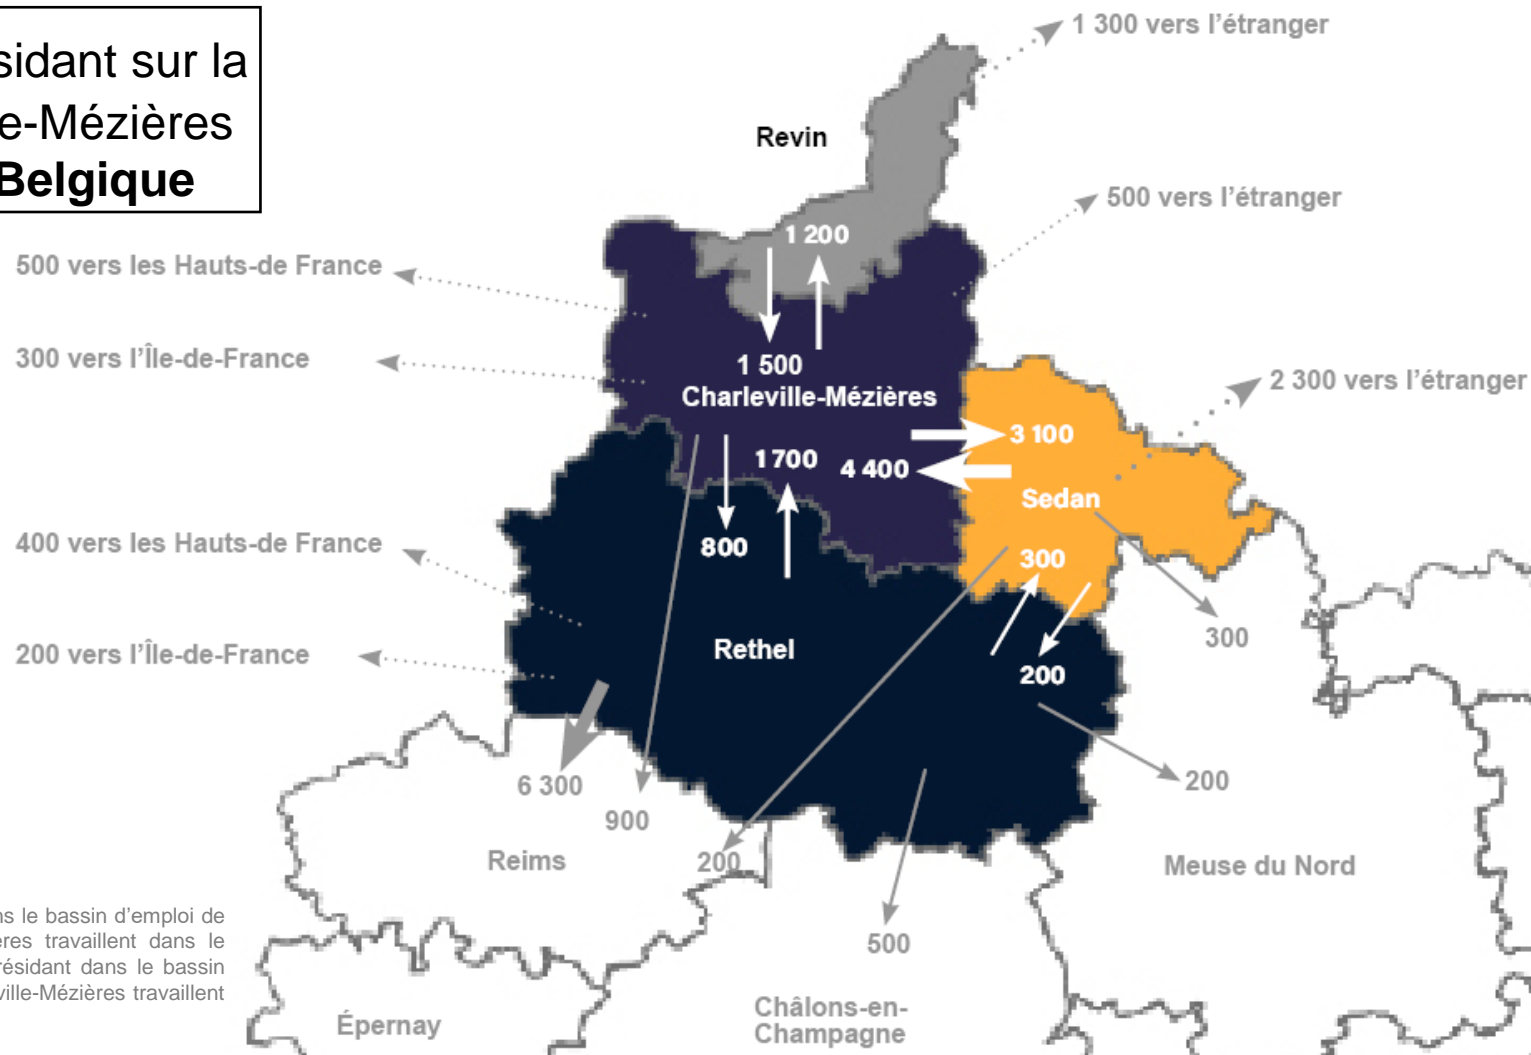 sidant sur la
e-Mézières
Belgique
1 300 vers l'étranger
Revin
500 vers l'étranger
1 200
500 vers les Hauts-de France
300 vers l'Île-de-France
1 500
Charleville-Mézières
2 300 vers l'étranger
3 100
1 700
4 400
Sedan
400 vers les Hauts-de France
800
300
300
200 vers l'Île-de-France
Rethel
200
6 300
200
900
Reims
200
Meuse du Nord
ns le bassin d'emploi de
ères travaillent dans le
résidant dans le bassin
ville-Mézières travaillent
500
Épernay
Châlons-en-
Champagne